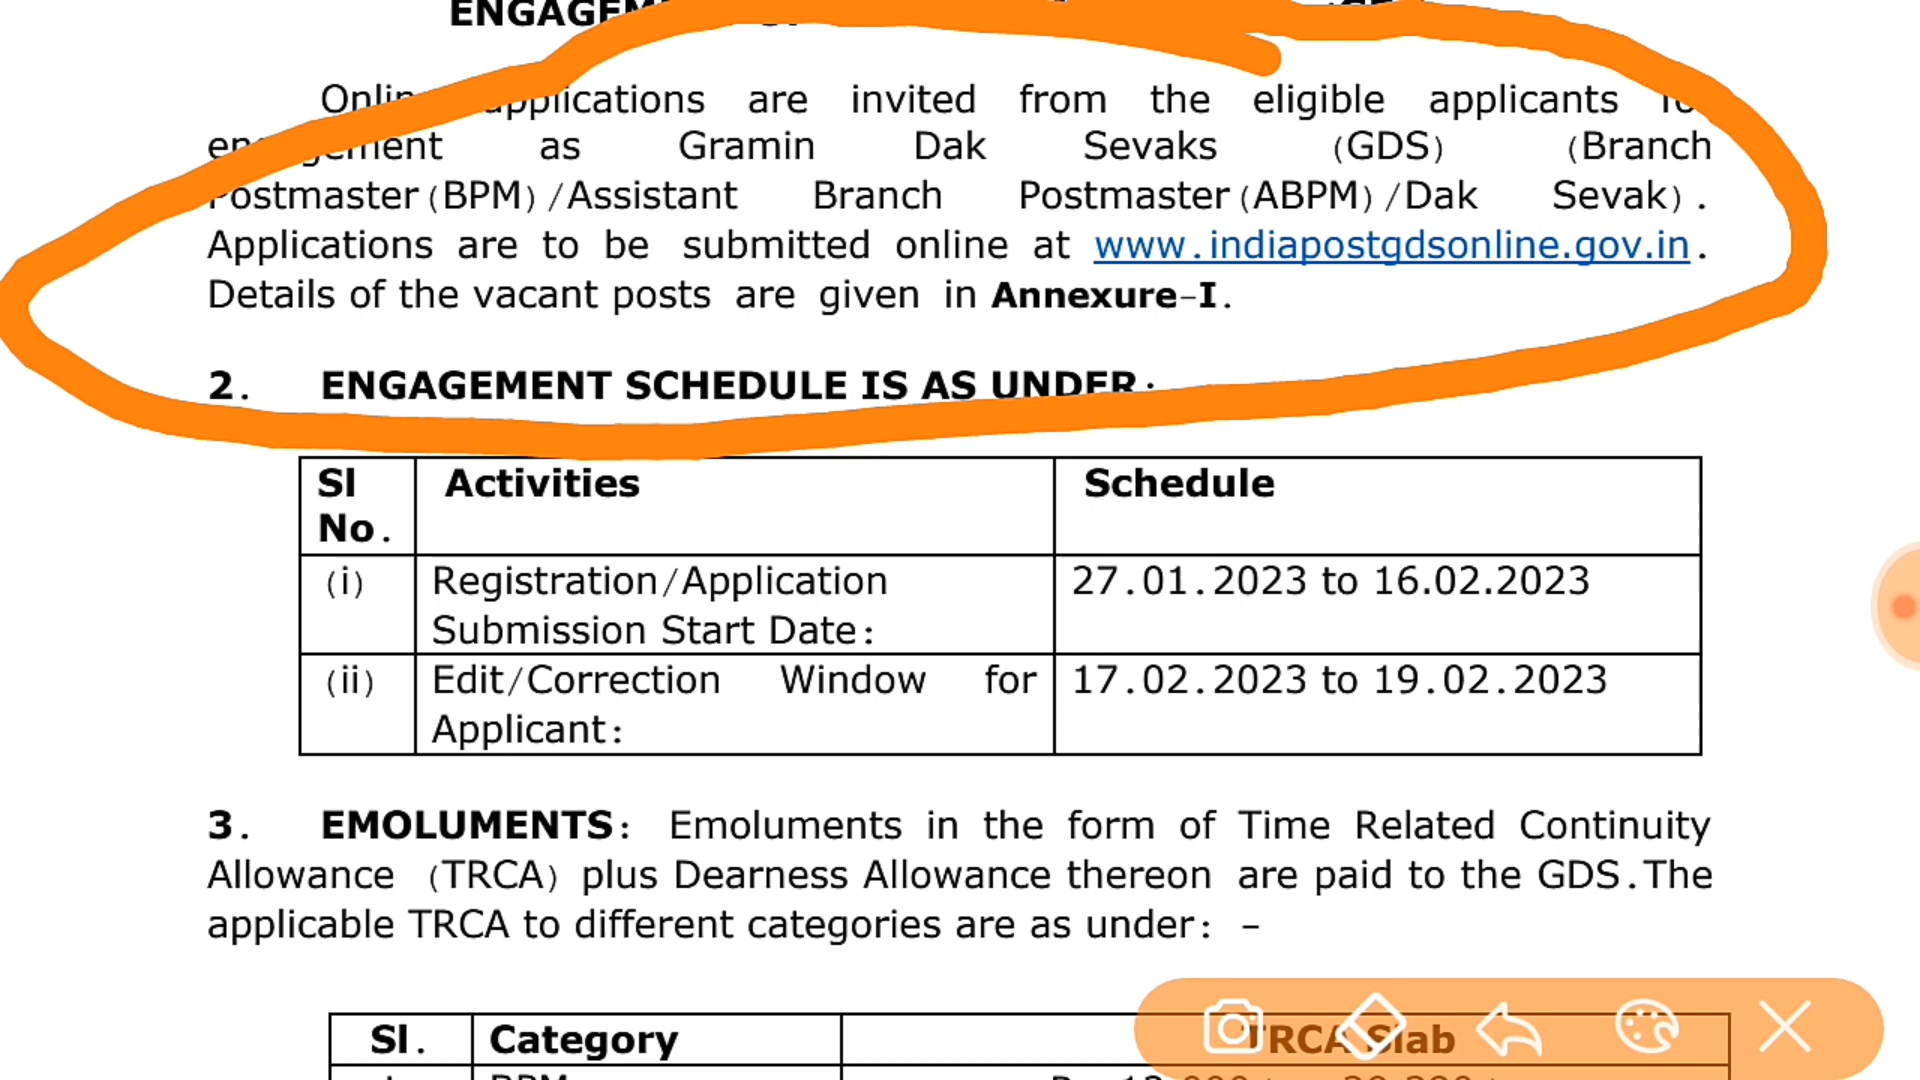 Online applications are invited from the eligible applicants for
engagement as Gramin Dak Sevaks (GDS) (Branch
Postmaster(BPM)/Assistant Branch Postmaster(ABPM)/Dak Sevak).
Applications are to be submitted online at www.indiapostgdsonline.gov.in.
Details of the vacant posts are given in Annexure-I.
2. ENGAGEMENT SCHEDULE IS AS UNDER:
Sl No. Activities Schedule
(i) Registration/Application Submission Start Date: 27.01.2023 to 16.02.2023
(ii) Edit/Correction Window for Applicant: 17.02.2023 to 19.02.2023
3. EMOLUMENTS: Emoluments in the form of Time Related Continuity
Allowance (TRCA) plus Dearness Allowance thereon are paid to the GDS.The
applicable TRCA to different categories are as under: –
Sl. Category TRCA Slab
BPM